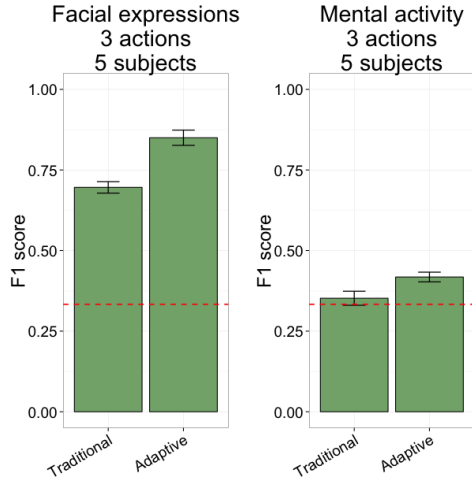 Facial expressions
3 actions
5 subjects
F1 score
1.00
0.75
0.50
0.25
0.00
Traditional
Adaptive
Mental activity
3 actions
5 subjects
F1 score
1.00
0.75
0.50
0.25
0.00
Traditional
Adaptive